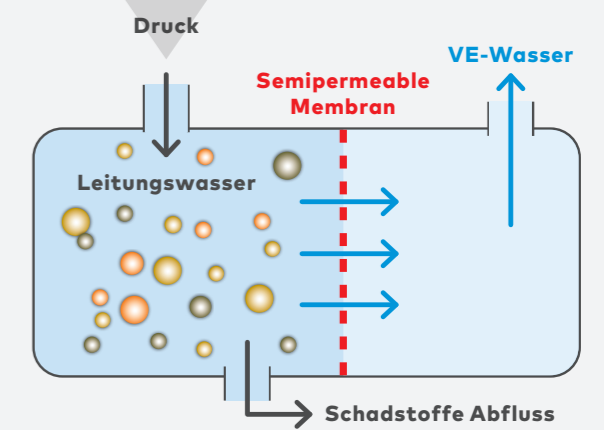 Druck
VE-Wasser
Semipermeable
Membran
Leitungswasser
Schadstoffe Abfluss